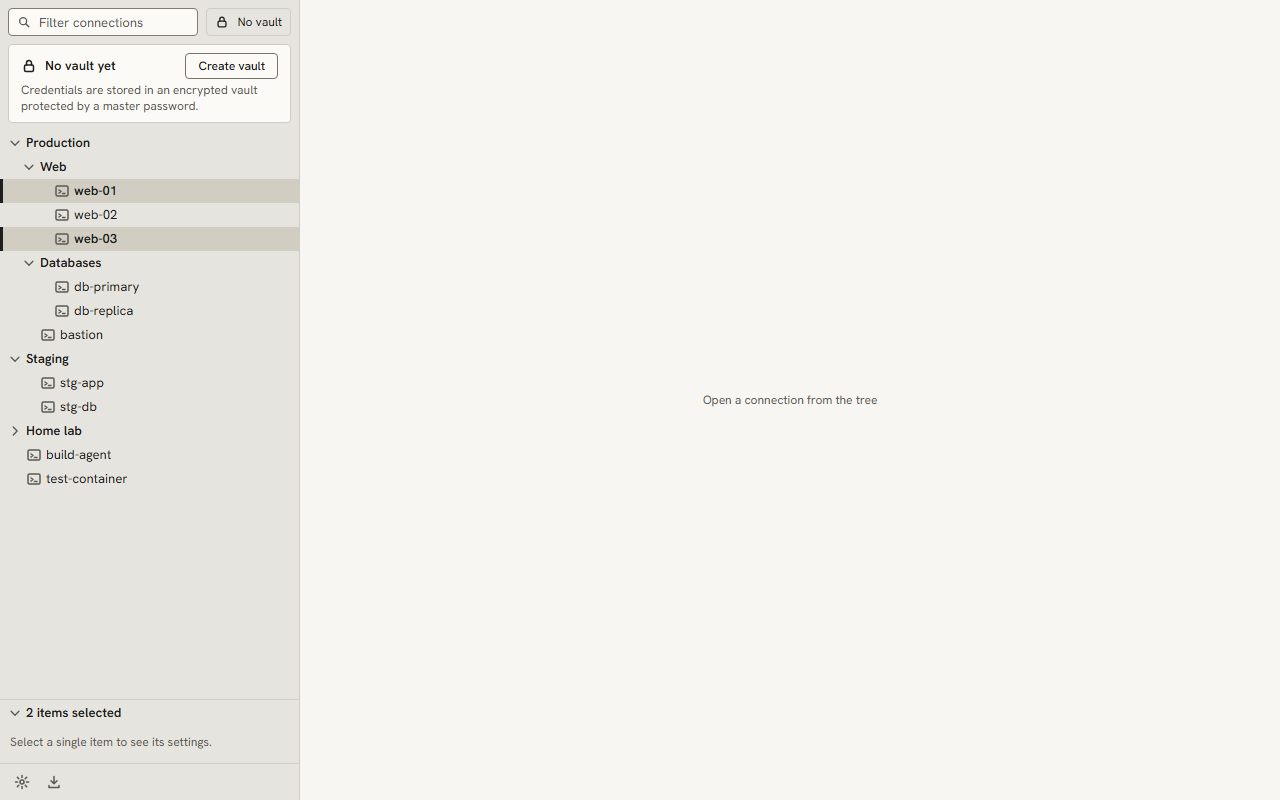 Filter connections
No vault
No vault yet
Create vault
Credentials are stored in an encrypted vault
protected by a master password.
Production
Web
web-01
web-02
web-03
Databases
db-primary
db-replica
bastion
Staging
stg-app
stg-db
Home lab
build-agent
test-container
Open a connection from the tree
2 items selected
Select a single item to see its settings.